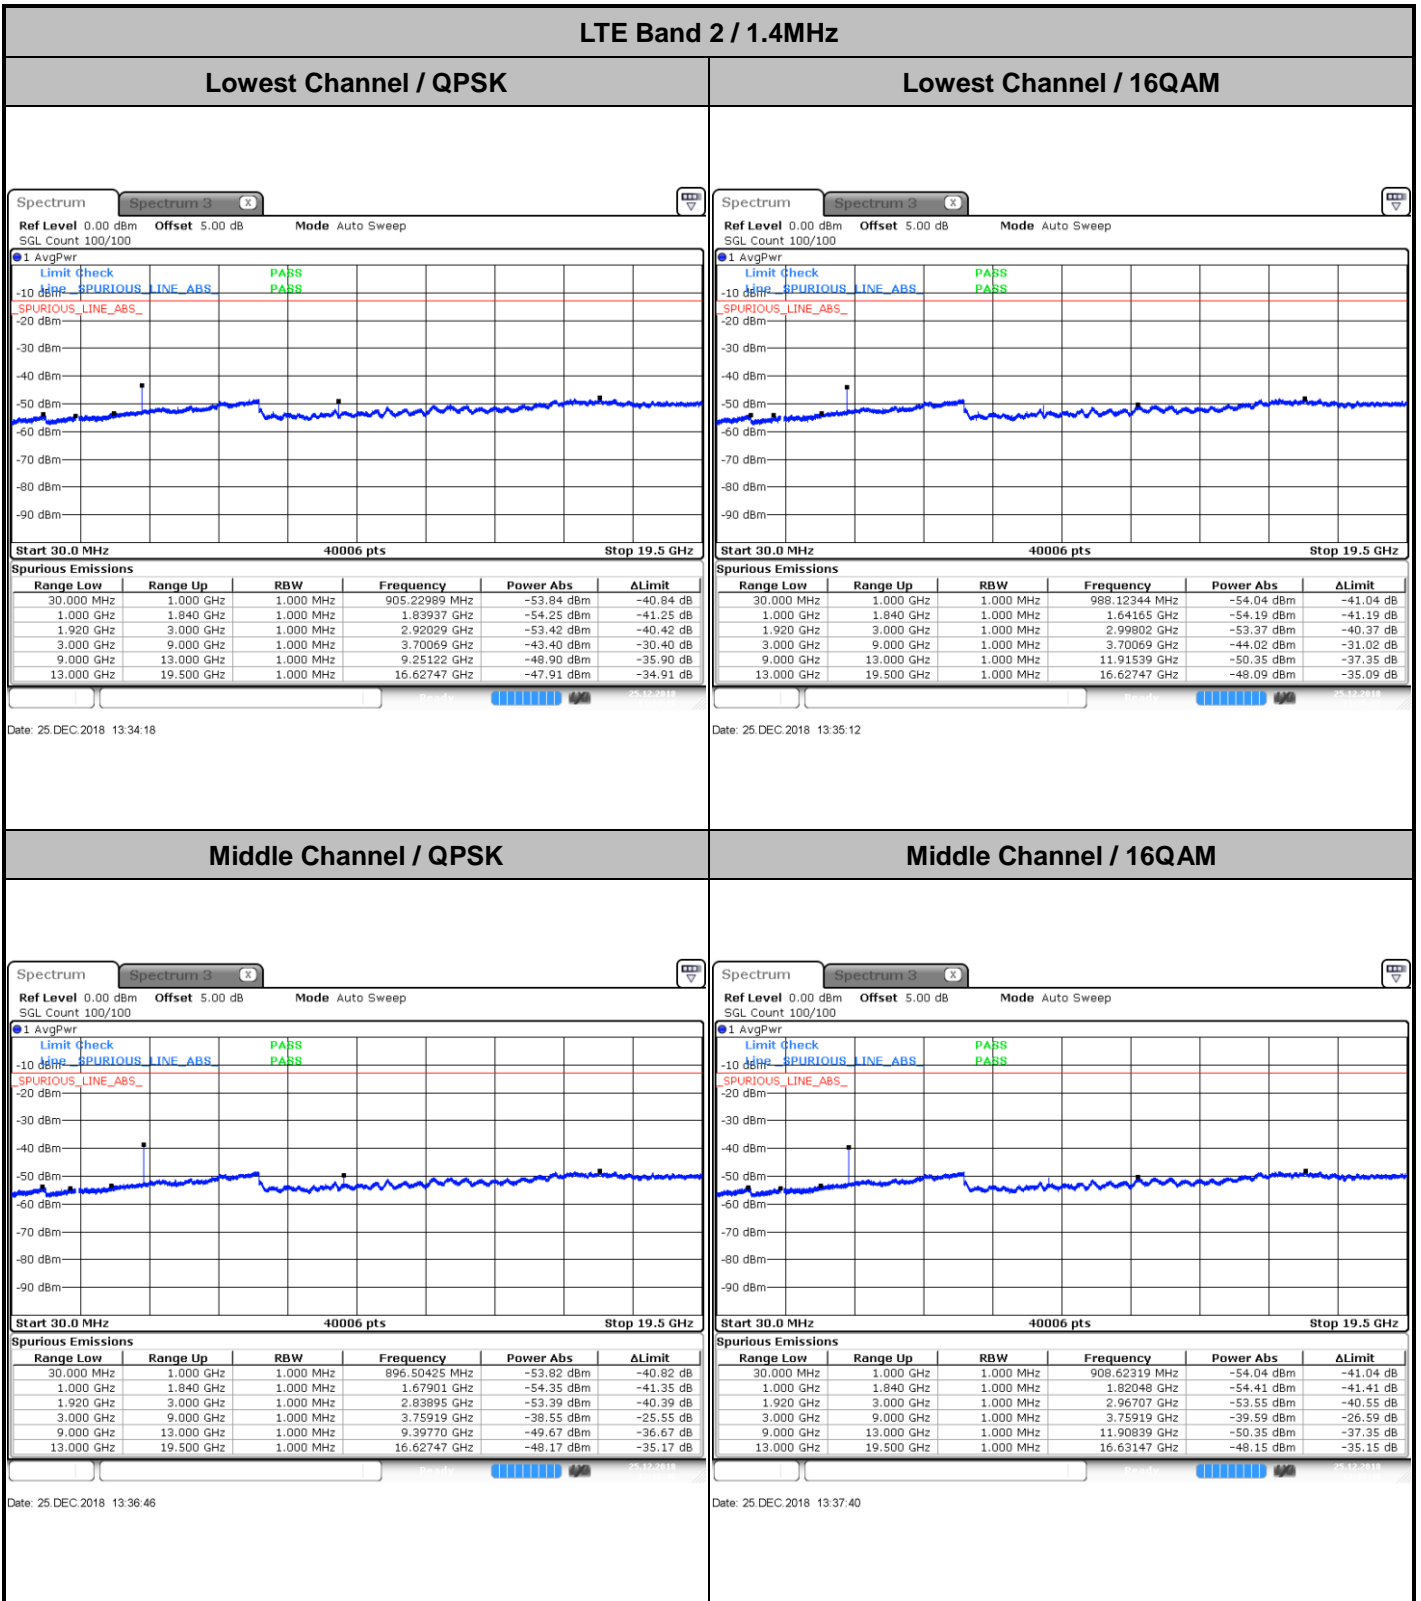 LTE Band 2 / 1.4MHz
Lowest Channel / QPSK
Lowest Channel / 16QAM
Spectrum
Spectrum 3
Ref Level 0.00 dBm Offset 5.00 dB Mode Auto Sweep
SGL Count 100/100
1 AvgPwr
Limit Check PASS
Line _SPURIOUS_LINE_ABS_ PASS
-10 dBm
_SPURIOUS_LINE_ABS_
-20 dBm
-30 dBm
-40 dBm
-50 dBm
-60 dBm
-70 dBm
-80 dBm
-90 dBm
Start 30.0 MHz 40006 pts Stop 19.5 GHz
Spurious Emissions
Range Low Range Up RBW Frequency Power Abs ΔLimit
30.000 MHz 1.000 GHz 1.000 MHz 905.22989 MHz -53.84 dBm -40.84 dB
1.000 GHz 1.840 GHz 1.000 MHz 1.83937 GHz -54.25 dBm -41.25 dB
1.920 GHz 3.000 GHz 1.000 MHz 2.92029 GHz -53.42 dBm -40.42 dB
3.000 GHz 9.000 GHz 1.000 MHz 3.70069 GHz -43.40 dBm -30.40 dB
9.000 GHz 13.000 GHz 1.000 MHz 9.25122 GHz -48.90 dBm -35.90 dB
13.000 GHz 19.500 GHz 1.000 MHz 16.62747 GHz -47.91 dBm -34.91 dB
Ready 25.12.2018
Date: 25.DEC.2018 13:34:18
Spectrum
Spectrum 3
Ref Level 0.00 dBm Offset 5.00 dB Mode Auto Sweep
SGL Count 100/100
1 AvgPwr
Limit Check PASS
Line _SPURIOUS_LINE_ABS_ PASS
-10 dBm
_SPURIOUS_LINE_ABS_
-20 dBm
-30 dBm
-40 dBm
-50 dBm
-60 dBm
-70 dBm
-80 dBm
-90 dBm
Start 30.0 MHz 40006 pts Stop 19.5 GHz
Spurious Emissions
Range Low Range Up RBW Frequency Power Abs ΔLimit
30.000 MHz 1.000 GHz 1.000 MHz 988.12344 MHz -54.04 dBm -41.04 dB
1.000 GHz 1.840 GHz 1.000 MHz 1.64165 GHz -54.19 dBm -41.19 dB
1.920 GHz 3.000 GHz 1.000 MHz 2.99802 GHz -53.37 dBm -40.37 dB
3.000 GHz 9.000 GHz 1.000 MHz 3.70069 GHz -44.02 dBm -31.02 dB
9.000 GHz 13.000 GHz 1.000 MHz 11.91539 GHz -50.35 dBm -37.35 dB
13.000 GHz 19.500 GHz 1.000 MHz 16.62747 GHz -48.09 dBm -35.09 dB
Ready 25.12.2018
Date: 25.DEC.2018 13:35:12
Middle Channel / QPSK
Middle Channel / 16QAM
Spectrum
Spectrum 3
Ref Level 0.00 dBm Offset 5.00 dB Mode Auto Sweep
SGL Count 100/100
1 AvgPwr
Limit Check PASS
Line _SPURIOUS_LINE_ABS_ PASS
-10 dBm
_SPURIOUS_LINE_ABS_
-20 dBm
-30 dBm
-40 dBm
-50 dBm
-60 dBm
-70 dBm
-80 dBm
-90 dBm
Start 30.0 MHz 40006 pts Stop 19.5 GHz
Spurious Emissions
Range Low Range Up RBW Frequency Power Abs ΔLimit
30.000 MHz 1.000 GHz 1.000 MHz 896.50425 MHz -53.82 dBm -40.82 dB
1.000 GHz 1.840 GHz 1.000 MHz 1.67901 GHz -54.35 dBm -41.35 dB
1.920 GHz 3.000 GHz 1.000 MHz 2.83895 GHz -53.39 dBm -40.39 dB
3.000 GHz 9.000 GHz 1.000 MHz 3.75919 GHz -38.55 dBm -25.55 dB
9.000 GHz 13.000 GHz 1.000 MHz 9.39770 GHz -49.67 dBm -36.67 dB
13.000 GHz 19.500 GHz 1.000 MHz 16.62747 GHz -48.17 dBm -35.17 dB
Ready 25.12.2018
Date: 25.DEC.2018 13:36:46
Spectrum
Spectrum 3
Ref Level 0.00 dBm Offset 5.00 dB Mode Auto Sweep
SGL Count 100/100
1 AvgPwr
Limit Check PASS
Line _SPURIOUS_LINE_ABS_ PASS
-10 dBm
_SPURIOUS_LINE_ABS_
-20 dBm
-30 dBm
-40 dBm
-50 dBm
-60 dBm
-70 dBm
-80 dBm
-90 dBm
Start 30.0 MHz 40006 pts Stop 19.5 GHz
Spurious Emissions
Range Low Range Up RBW Frequency Power Abs ΔLimit
30.000 MHz 1.000 GHz 1.000 MHz 908.62319 MHz -54.04 dBm -41.04 dB
1.000 GHz 1.840 GHz 1.000 MHz 1.82048 GHz -54.41 dBm -41.41 dB
1.920 GHz 3.000 GHz 1.000 MHz 2.96707 GHz -53.55 dBm -40.55 dB
3.000 GHz 9.000 GHz 1.000 MHz 3.75919 GHz -39.59 dBm -26.59 dB
9.000 GHz 13.000 GHz 1.000 MHz 11.90839 GHz -50.35 dBm -37.35 dB
13.000 GHz 19.500 GHz 1.000 MHz 16.63147 GHz -48.15 dBm -35.15 dB
Ready 25.12.2018
Date: 25.DEC.2018 13:37:40